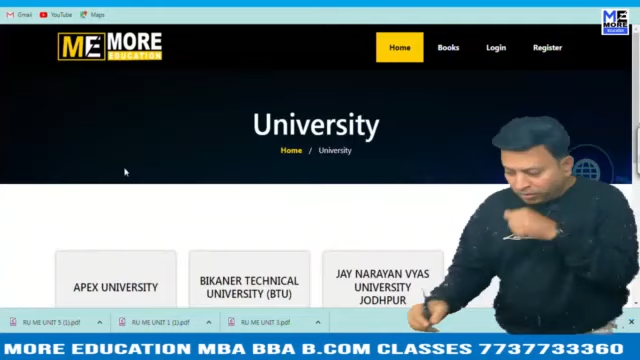 Gmail YouTube Maps
ME MORE EDUCATION
Home Books Login Register
ME
MORE
University
Home / University
APEX UNIVERSITY
BIKANER TECHNICAL
UNIVERSITY (BTU)
JAY NARAYAN VYAS
UNIVERSITY
JODHPUR
RU ME UNIT 5 (1).pdf RU ME UNIT 1 (1).pdf RU ME UNIT 3.pdf
MORE EDUCATION MBA BBA B.COM CLASSES 7737733360